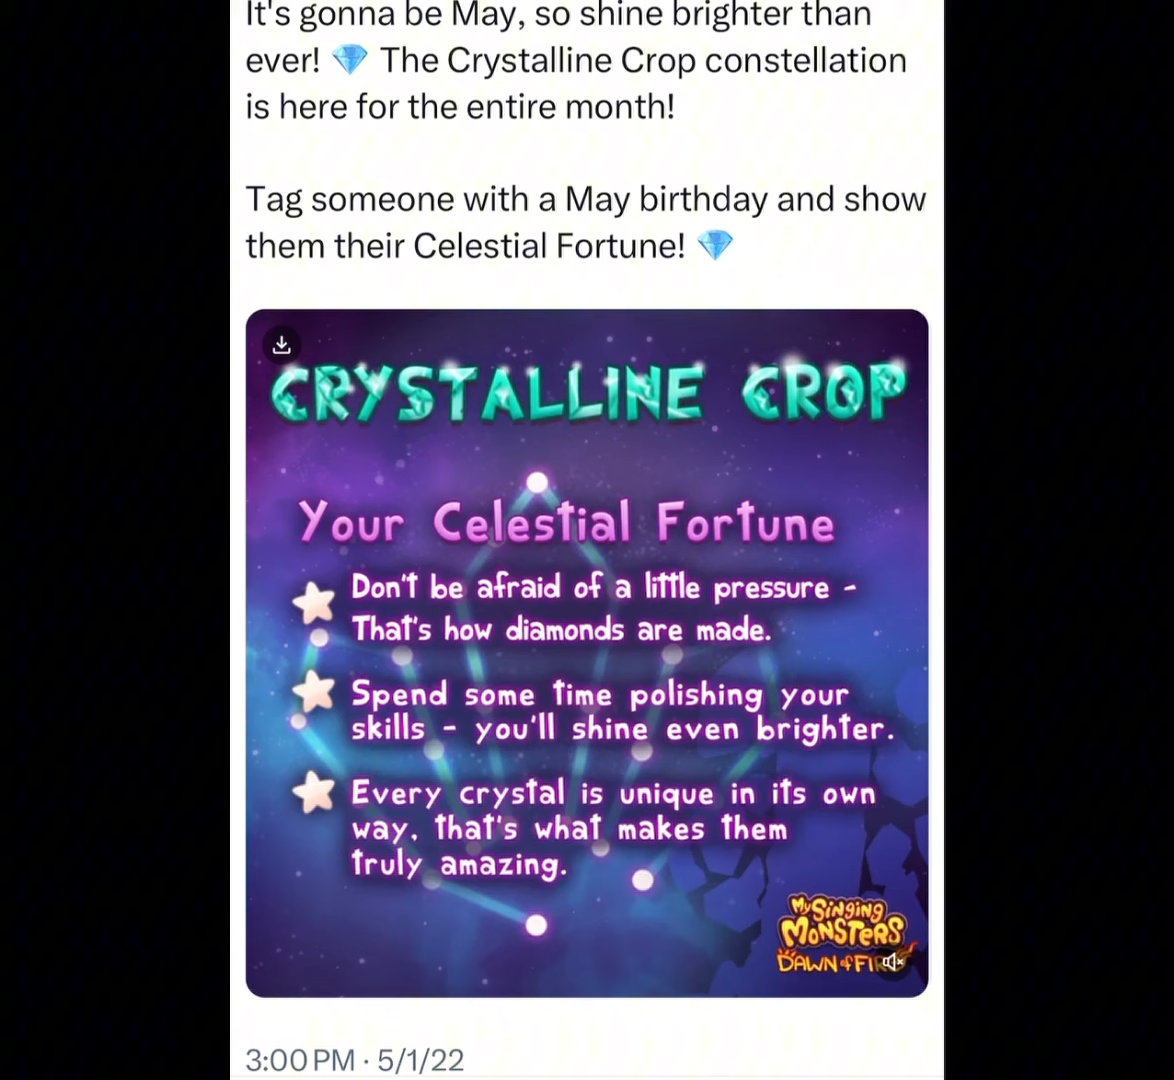 It's gonna be May, so shine brighter than
ever! 💎 The Crystalline Crop constellation
is here for the entire month!
Tag someone with a May birthday and show
them their Celestial Fortune! 💎
CRYSTALLINE CROP
Your Celestial Fortune
Don't be afraid of a little pressure -
That's how diamonds are made.
Spend some time polishing your
skills - you'll shine even brighter.
Every crystal is unique in its own
way, that's what makes them
truly amazing.
My Singing
Monsters
Dawn of
3:00 PM · 5/1/22